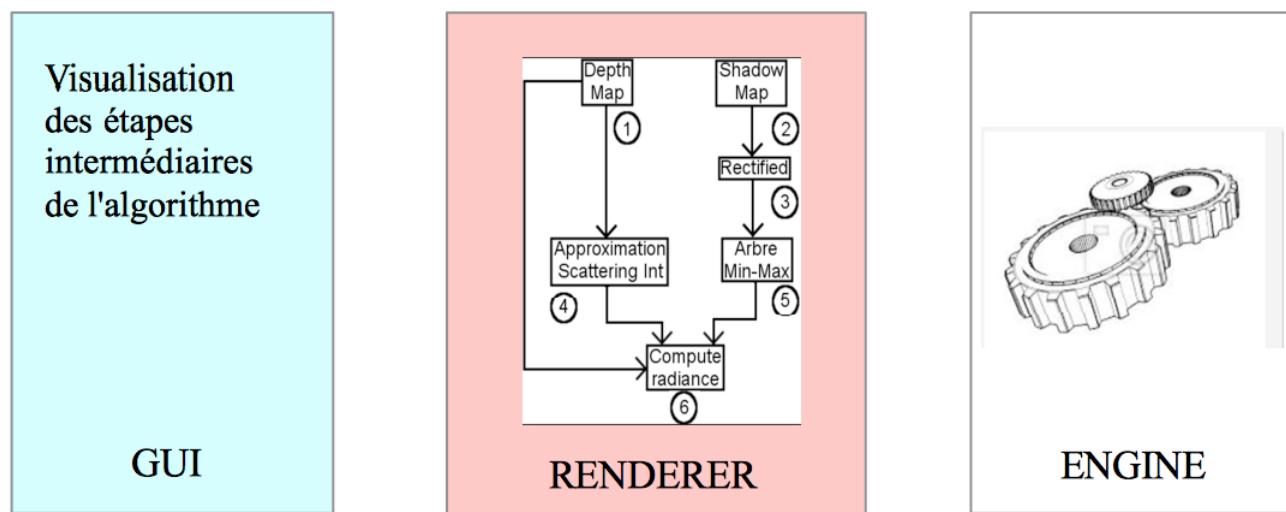 Visualisation
des étapes
intermédiaires
de l'algorithme
GUI
Depth
Map
Shadow
Map
1
2
Rectified
3
Approximation
Scattering Int
Arbre
Min-Max
4
5
Compute
radiance
6
RENDERER
ENGINE